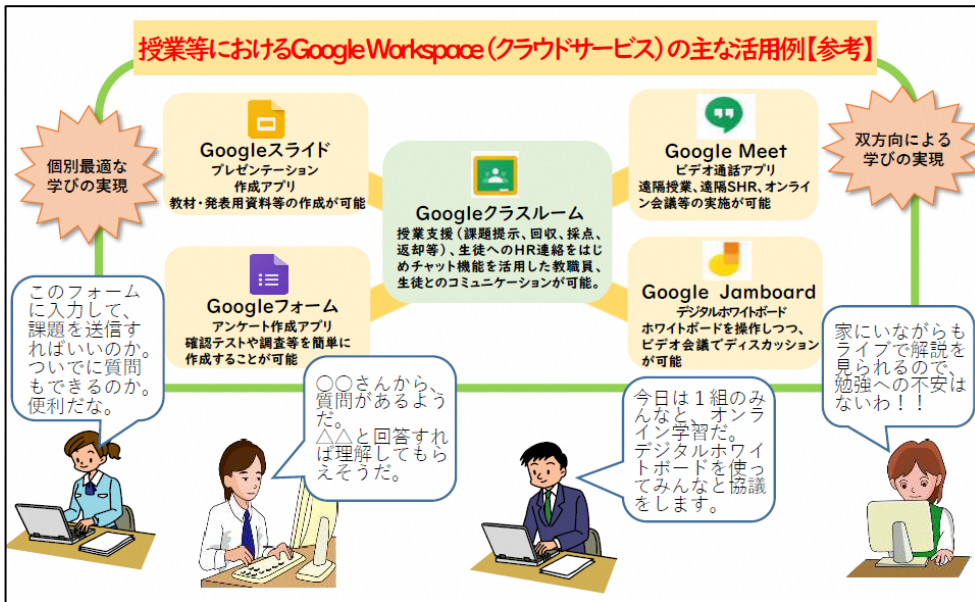 授業等におけるGoogle Workspace（クラウドサービス）の主な活用例【参考】
個別最適な
学びの実現
Googleスライド
プレゼンテーション
作成アプリ
教材・発表用資料等の作成が可能
Googleクラスルーム
授業支援（課題提示、回収、採点、
返却等）、生徒へのHR連絡をはじ
めチャット機能を活用した教職員、
生徒とのコミュニケーションが可能。
Google Meet
ビデオ通話アプリ
遠隔授業、遠隔SHR、オンライ
ン会議等の実施が可能
双方向による
学びの実現
Googleフォーム
アンケート作成アプリ
確認テストや調査等を簡単に
作成することが可能
Google Jamboard
デジタルホワイトボード
ホワイトボードを操作しつつ、
ビデオ会議でディスカッション
が可能
このフォーム
に入力して、
課題を送信す
ればいいのか。
ついでに質問
もできるのか。
便利だな。
〇〇さんから、
質問があるよう
だ。
△△と回答すれ
ば理解してもら
えそうだ。
今日は１組のみ
んなと、オンラ
イン学習だ。
デジタルホワイ
トボードを使っ
てみんなと協議
をします。
家にいながらも
ライブで解説を
見られるので、
勉強への不安は
ないわ！！